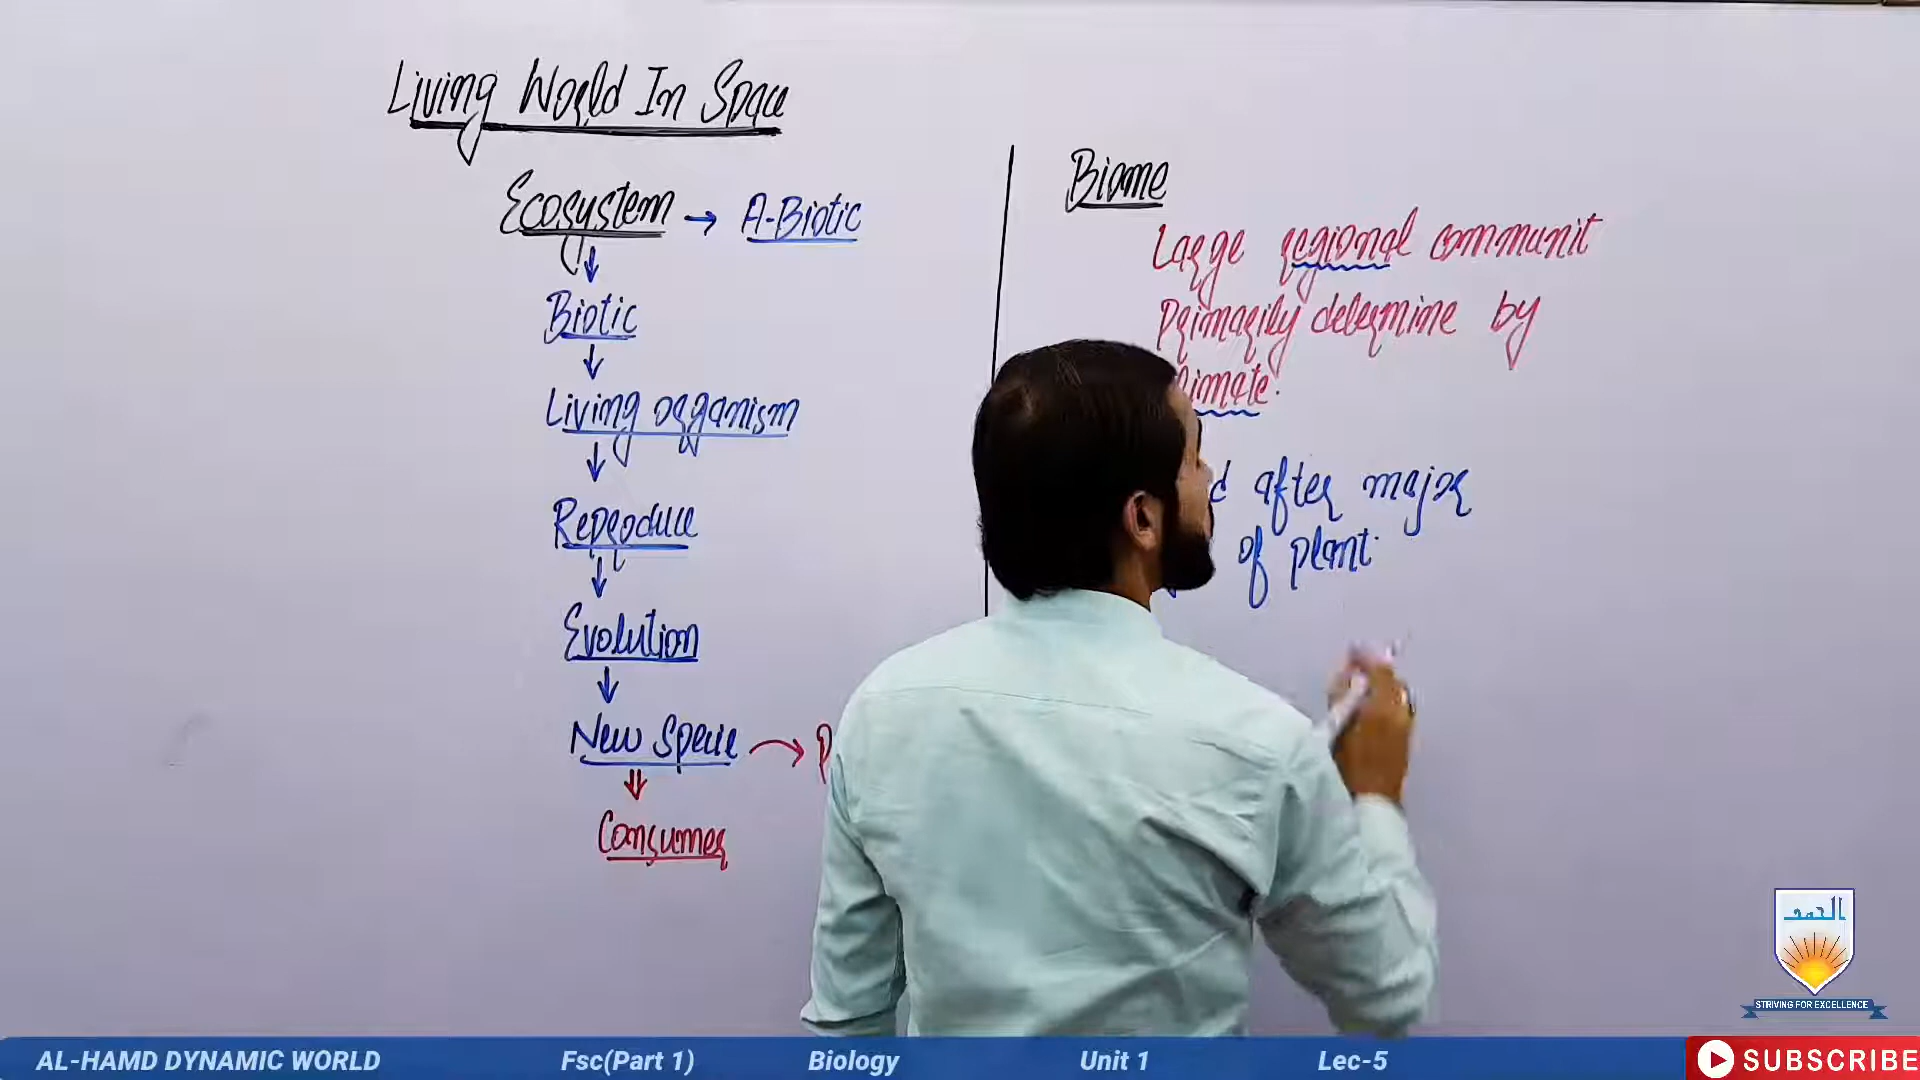 Living World In Space
Ecosystem → A-Biotic
↓
Biotic
↓
Living organism
↓
Reproduce
↓
Evolution
↓
New Specie → P
⇓
Consumer
Biome
Large regional communit
Primarily determine by
limate.
d after major
of plant.
الحمد
STRIVING FOR EXCELLENCE
AL-HAMD DYNAMIC WORLD Fsc(Part 1) Biology Unit 1 Lec-5
SUBSCRIBE